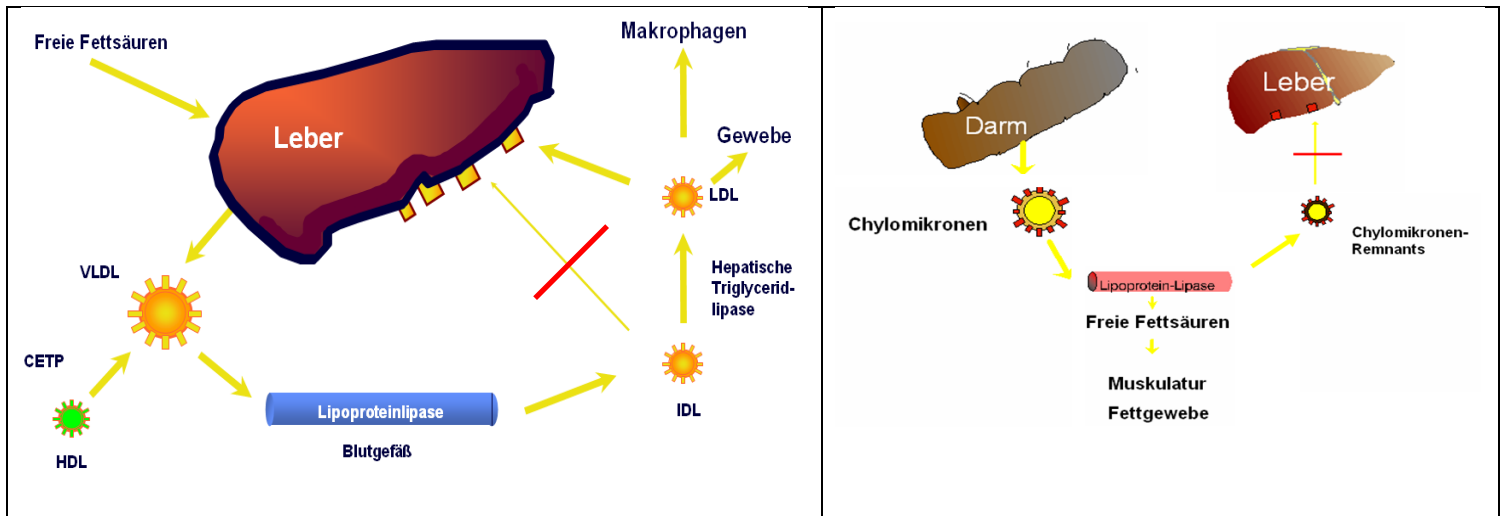 Freie Fettsäuren
Leber
Makrophagen
Gewebe
LDL
VLDL
Hepatische
Triglycerid-
lipase
CETP
Lipoproteinlipase
IDL
Blutgefäß
HDL
Darm
Leber
Chylomikronen
Chylomikronen-
Remnants
Lipoprotein-Lipase
Freie Fettsäuren
Muskulatur
Fettgewebe